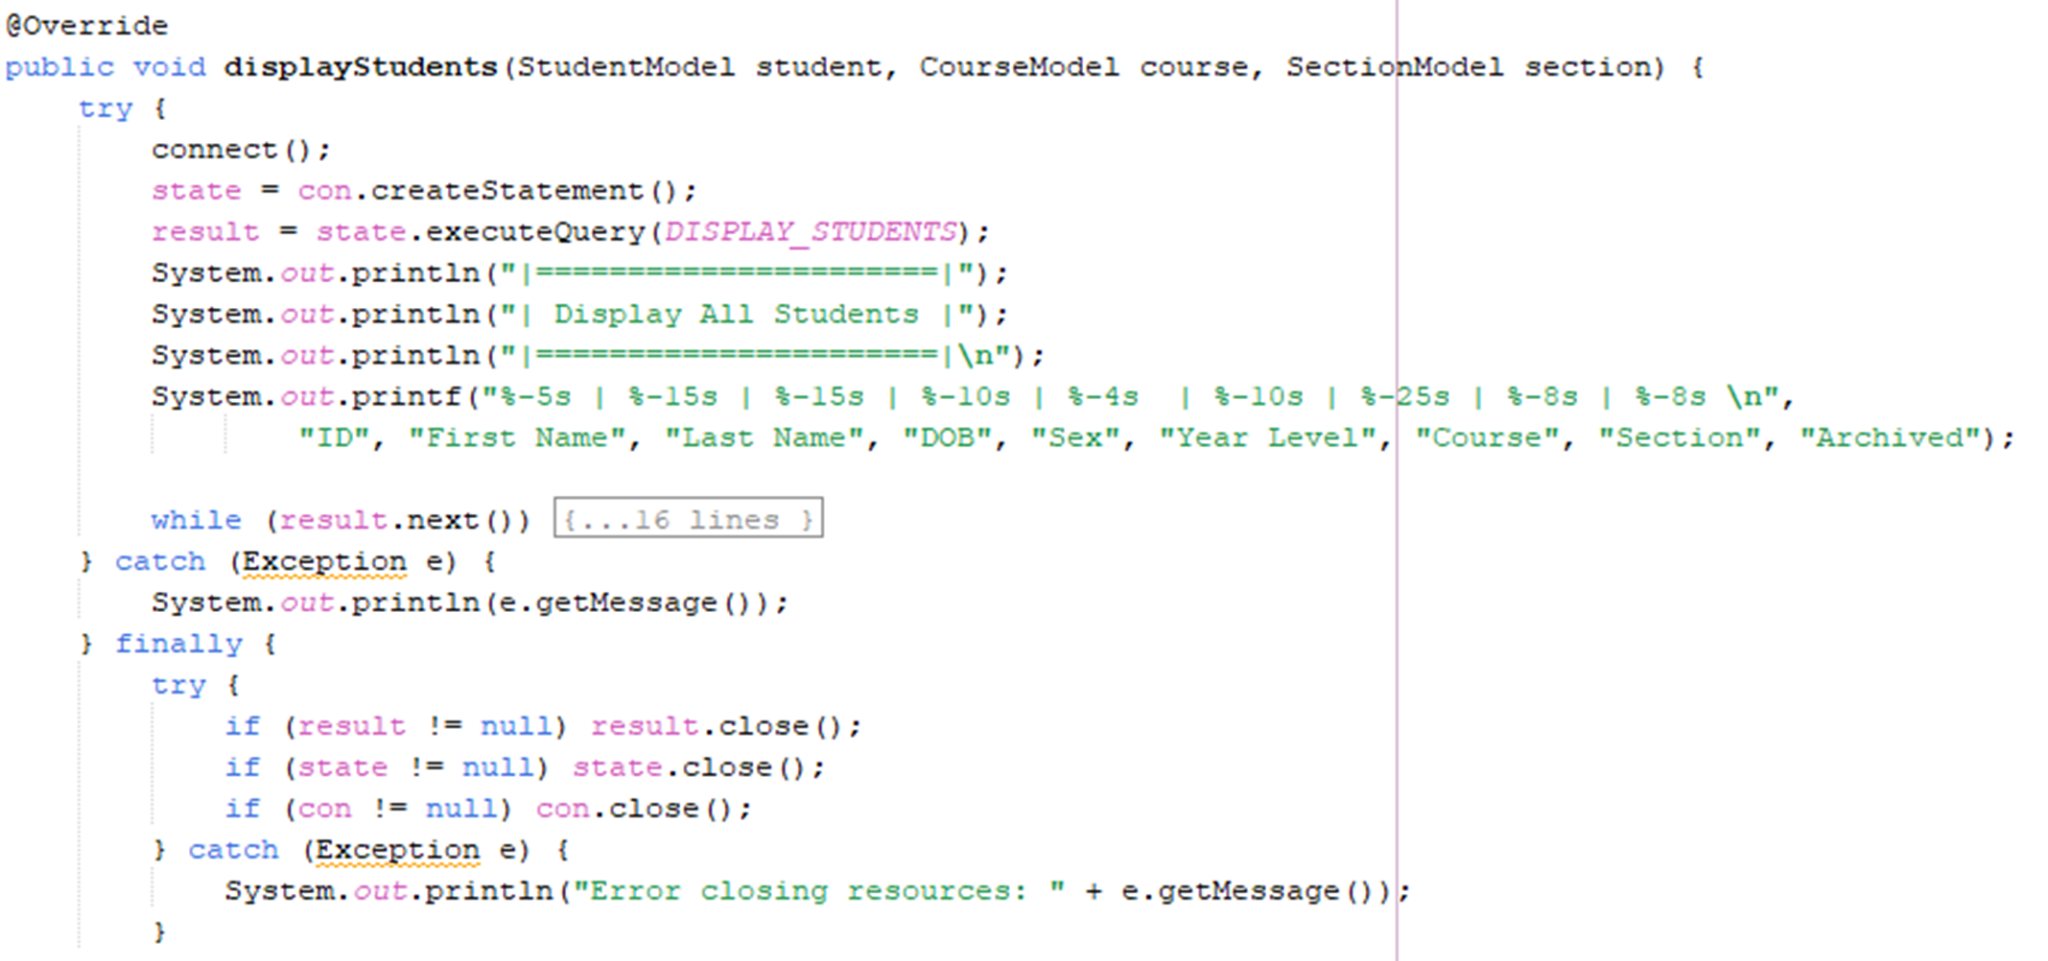 @Override
public void displayStudents(StudentModel student, CourseModel course, SectionModel section) {
    try {
        connect();
        state = con.createStatement();
        result = state.executeQuery(DISPLAY_STUDENTS);
        System.out.println("|======================|");
        System.out.println("| Display All Students |");
        System.out.println("|======================|\n");
        System.out.printf("%-5s | %-15s | %-15s | %-10s | %-4s  | %-10s | %-25s | %-8s | %-8s \n",
                "ID", "First Name", "Last Name", "DOB", "Sex", "Year Level", "Course", "Section", "Archived");

        while (result.next()) {...16 lines }
    } catch (Exception e) {
        System.out.println(e.getMessage());
    } finally {
        try {
            if (result != null) result.close();
            if (state != null) state.close();
            if (con != null) con.close();
        } catch (Exception e) {
            System.out.println("Error closing resources: " + e.getMessage());
        }